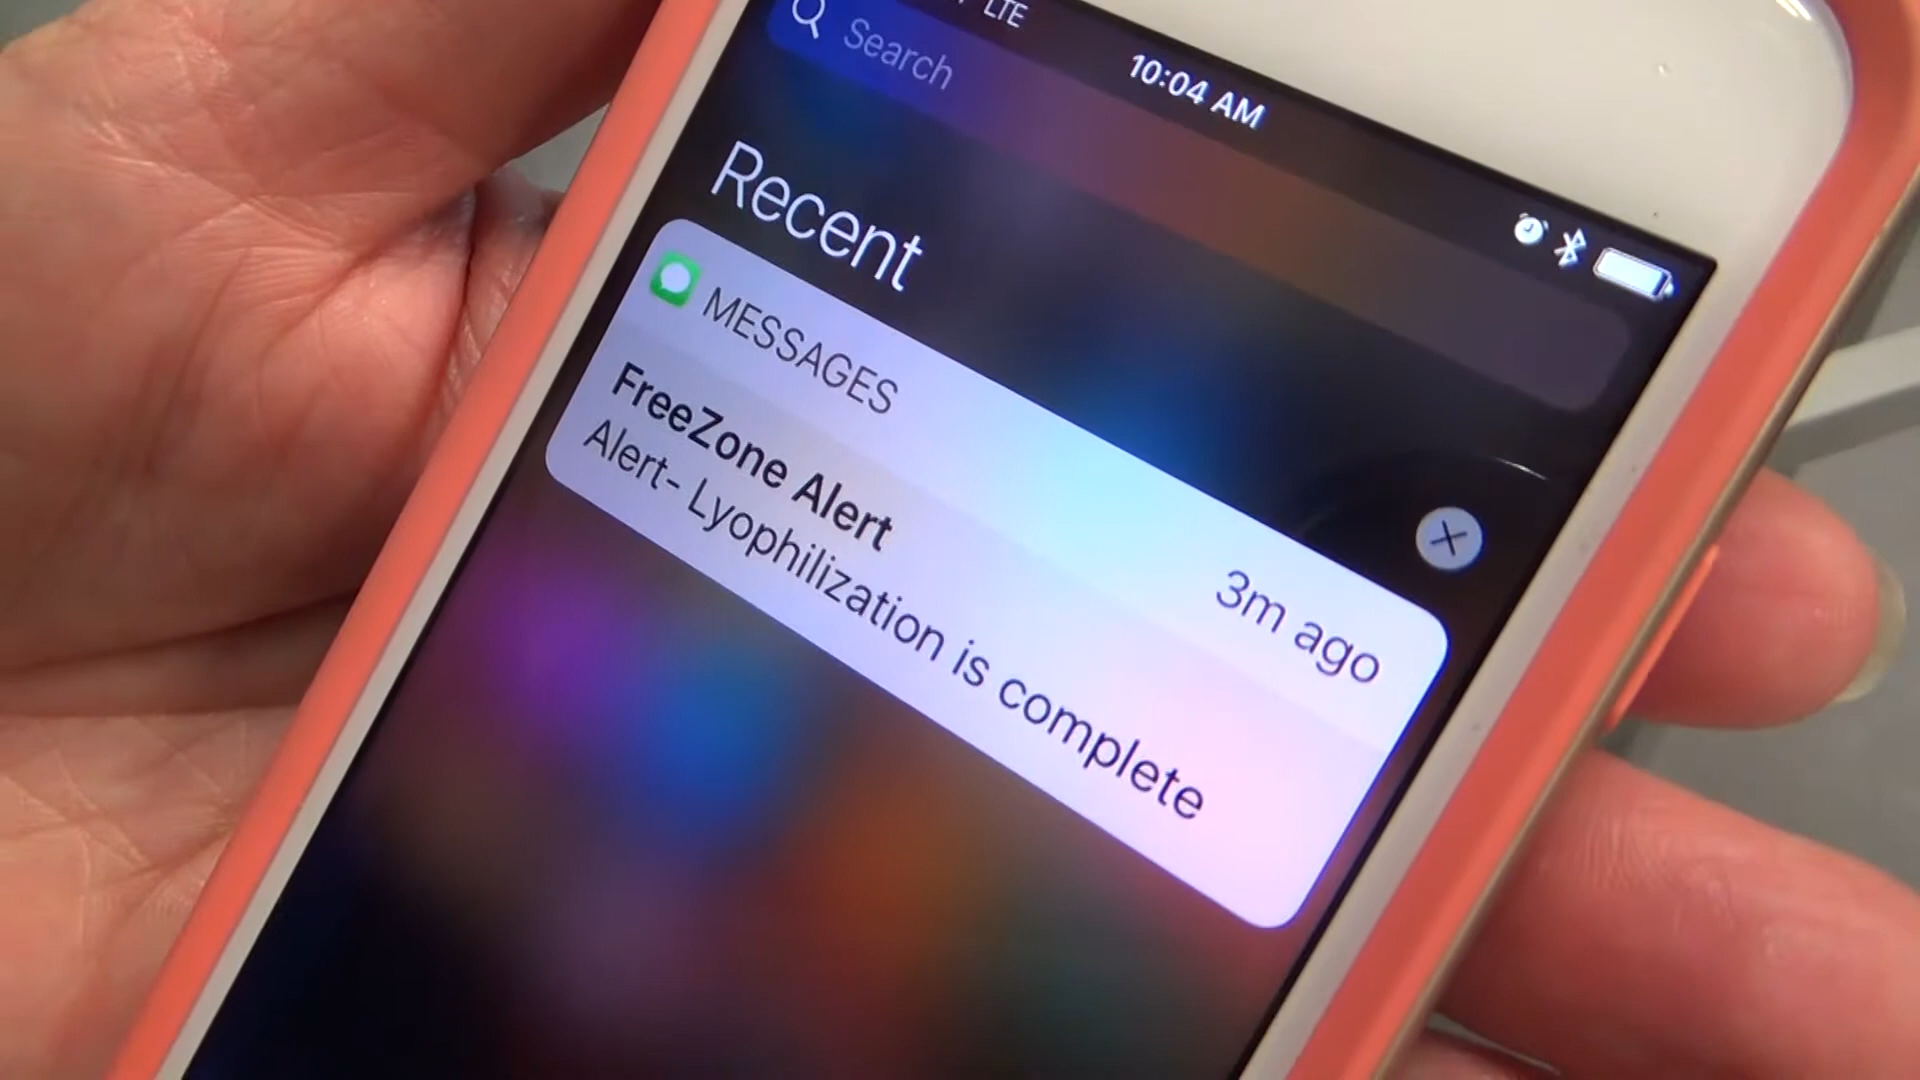 LTE
10:04 AM
Search
Recent
MESSAGES
3m ago
FreeZone Alert
Alert- Lyophilization is complete